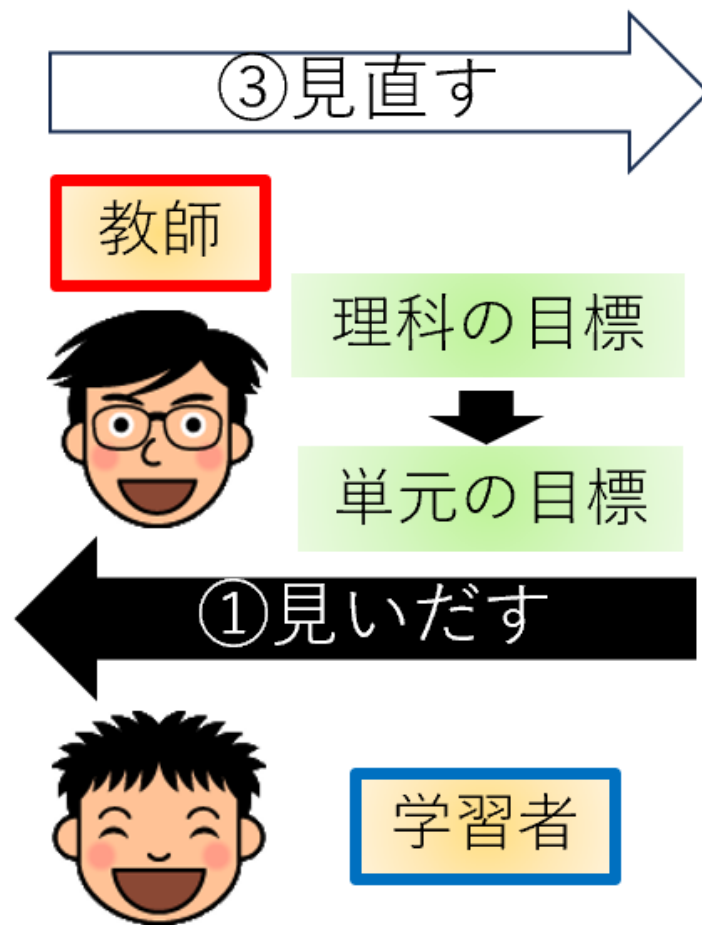 ③見直す
教師
理科の目標
単元の目標
①見いだす
学習者